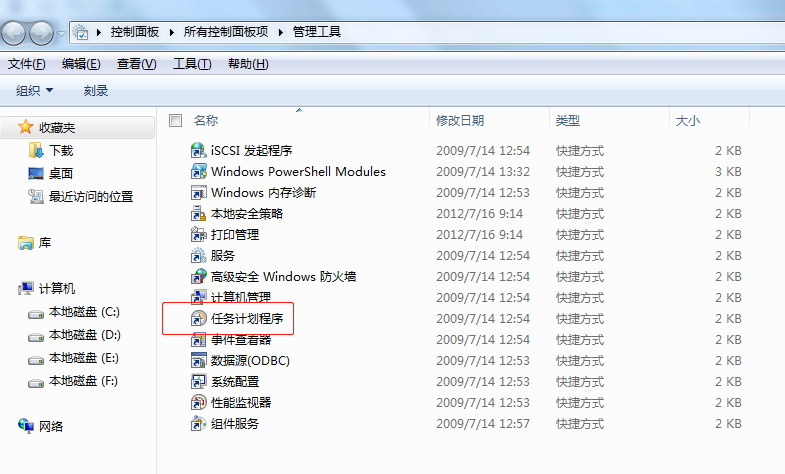 控制面板 ▸ 所有控制面板项 ▸ 管理工具
文件(F) 编辑(E) 查看(V) 工具(T) 帮助(H)
组织 刻录
收藏夹
下载
桌面
最近访问的位置
库
计算机
本地磁盘 (C:)
本地磁盘 (D:)
本地磁盘 (E:)
本地磁盘 (F:)
网络
名称 修改日期 类型 大小
iSCSI 发起程序 2009/7/14 12:54 快捷方式 2 KB
Windows PowerShell Modules 2009/7/14 13:32 快捷方式 3 KB
Windows 内存诊断 2009/7/14 12:53 快捷方式 2 KB
本地安全策略 2012/7/16 9:14 快捷方式 2 KB
打印管理 2012/7/16 9:14 快捷方式 2 KB
服务 2009/7/14 12:54 快捷方式 2 KB
高级安全 Windows 防火墙 2009/7/14 12:54 快捷方式 2 KB
计算机管理 2009/7/14 12:54 快捷方式 2 KB
任务计划程序 2009/7/14 12:54 快捷方式 2 KB
事件查看器 2009/7/14 12:54 快捷方式 2 KB
数据源(ODBC) 2009/7/14 12:53 快捷方式 2 KB
系统配置 2009/7/14 12:53 快捷方式 2 KB
性能监视器 2009/7/14 12:53 快捷方式 2 KB
组件服务 2009/7/14 12:57 快捷方式 2 KB